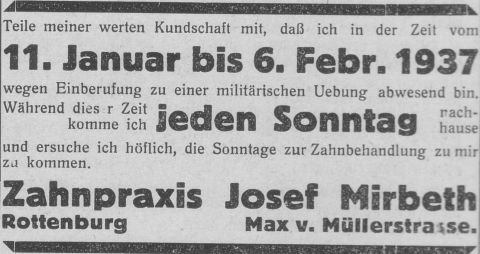 Teile meiner werten Kundschaft mit, daß ich in der Zeit vom
11. Januar bis 6. Febr. 1937
wegen Einberufung zu einer militärischen Uebung abwesend bin.
Während dies r Zeit
komme ich jeden Sonntag nach-
hause
und ersuche ich höflich, die Sonntage zur Zahnbehandlung zu mir
zu kommen.
Zahnpraxis Josef Mirbeth
Rottenburg Max v. Müllerstrasse.